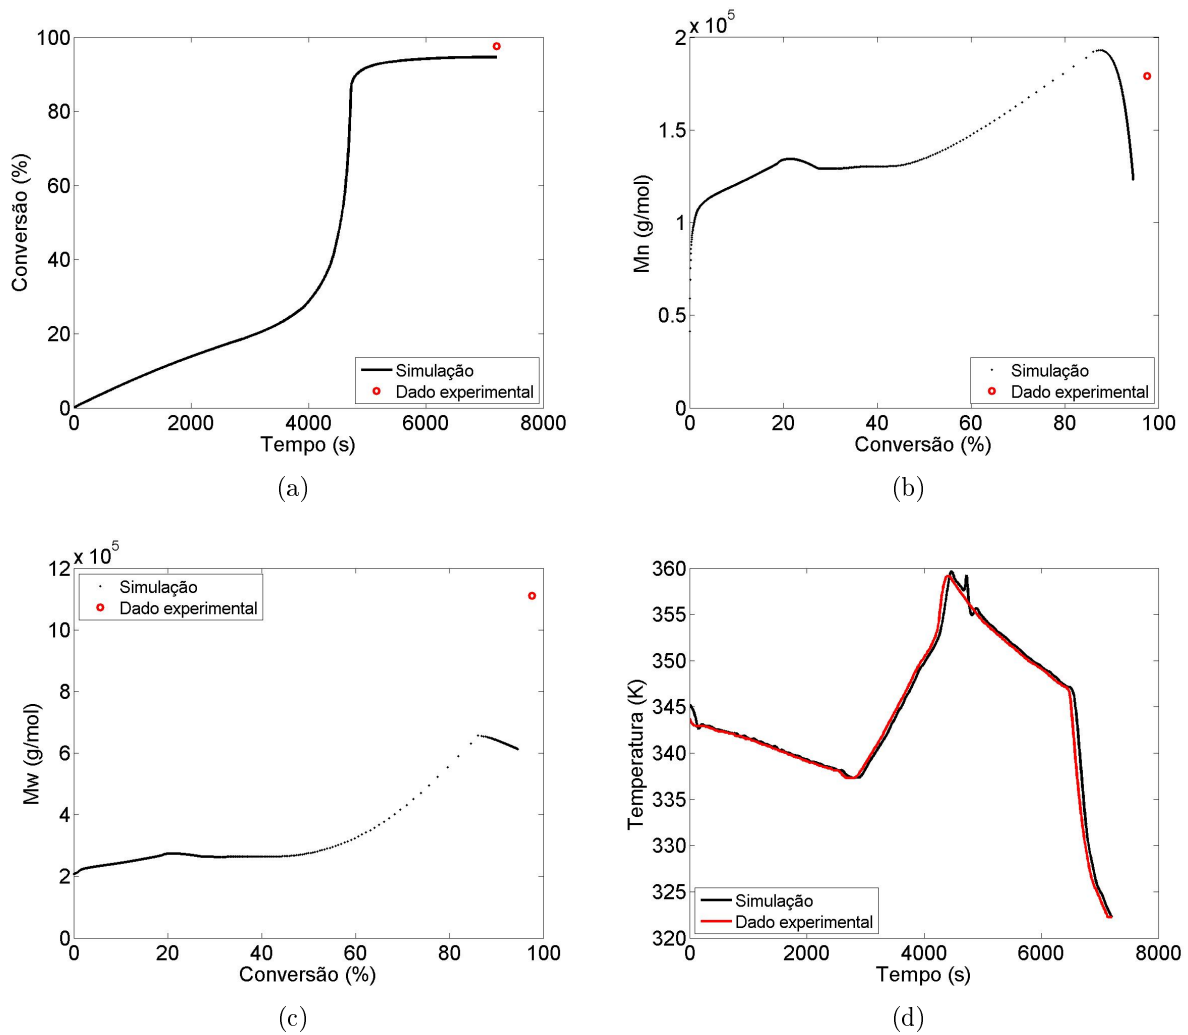 100
80
60
40
20
0
Conversão (%)
Simulação
Dado experimental
0 2000 4000 6000 8000
Tempo (s)
(a)
2 x 10^5
1.5
1
0.5
0
Mn (g/mol)
Simulação
Dado experimental
0 20 40 60 80 100
Conversão (%)
(b)
12 x 10^5
10
8
6
4
2
0
Mw (g/mol)
Simulação
Dado experimental
0 20 40 60 80 100
Conversão (%)
(c)
360
355
350
345
340
335
330
325
320
Temperatura (K)
Simulação
Dado experimental
0 2000 4000 6000 8000
Tempo (s)
(d)